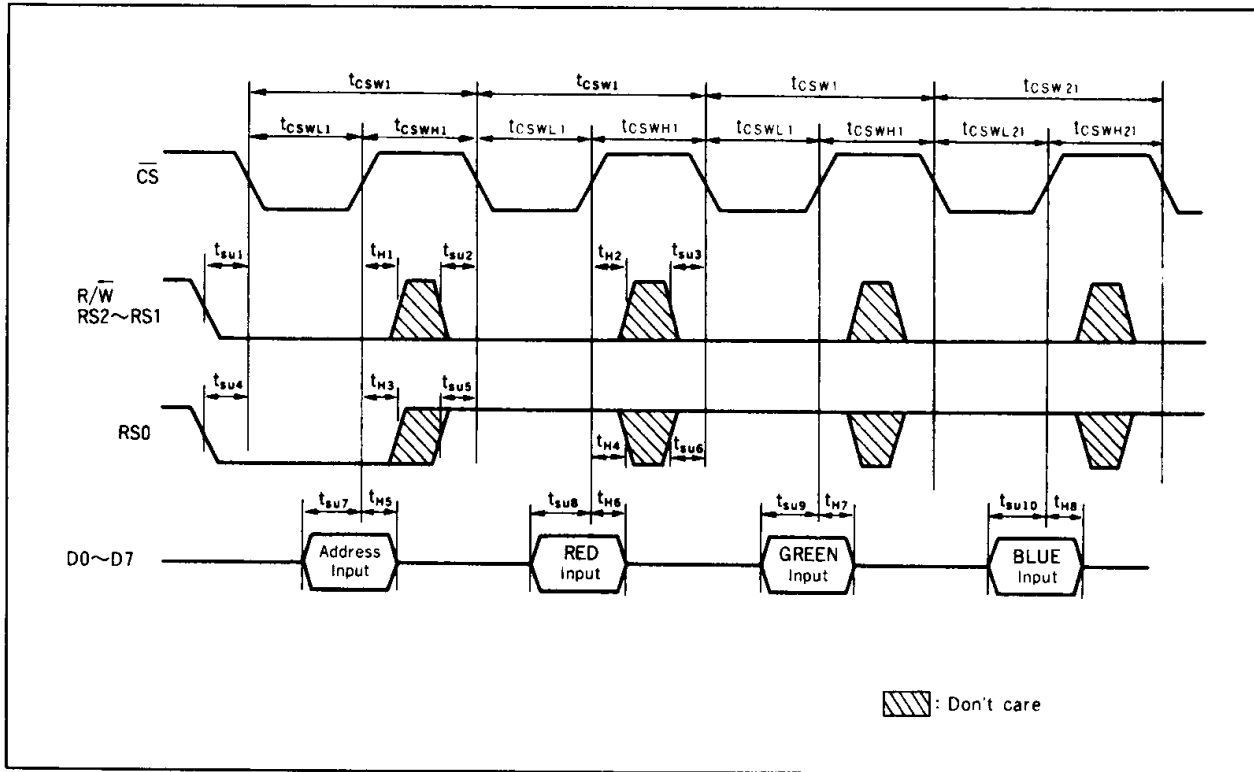 tCSW1 tCSW1 tCSW1 tCSW21
tCSWL1 tCSWH1 tCSWL1 tCSWH1 tCSWL1 tCSWH1 tCSWL21 tCSWH21
CS
tsu1 tH1 tsu2 tH2 tsu3
R/W
RS2~RS1
tsu4 tH3 tsu5
RS0
tH4 tsu6
tsu7 tH5 tsu8 tH6 tsu9 tH7 tsu10 tH8
D0~D7
Address Input
RED Input
GREEN Input
BLUE Input
: Don't care